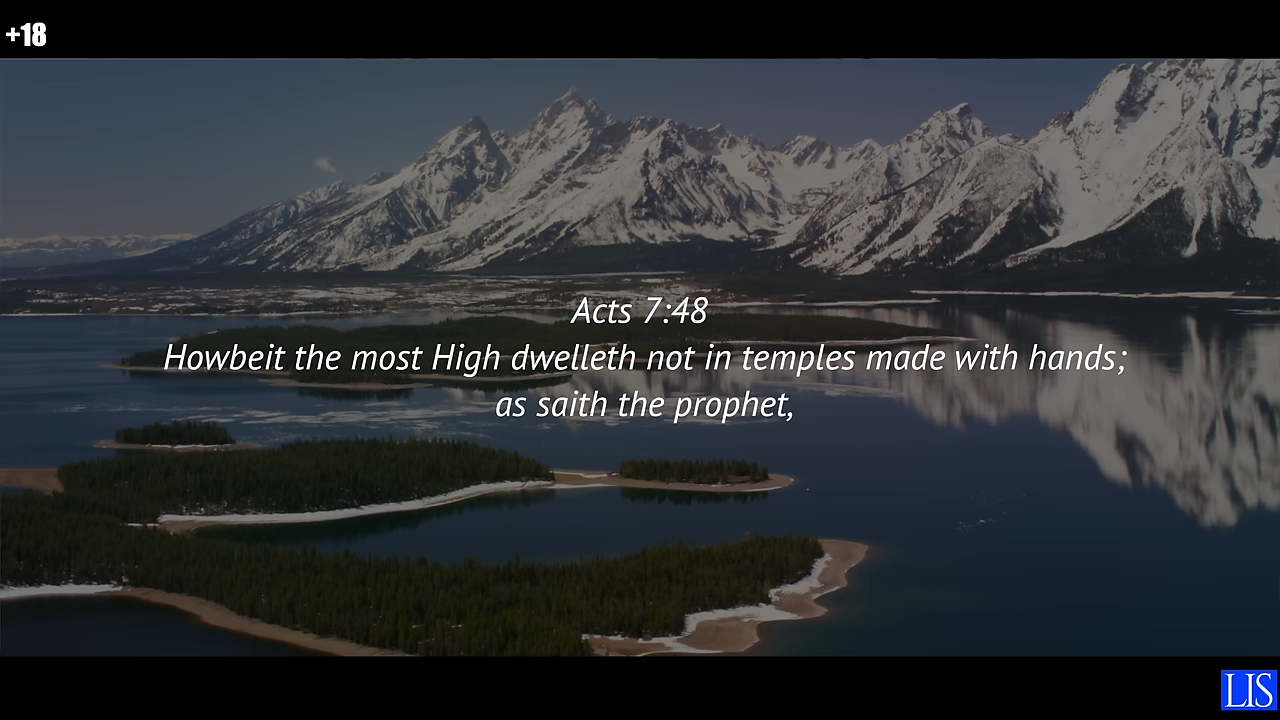 +18
Acts 7:48
Howbeit the most High dwelleth not in temples made with hands;
as saith the prophet,
LIS